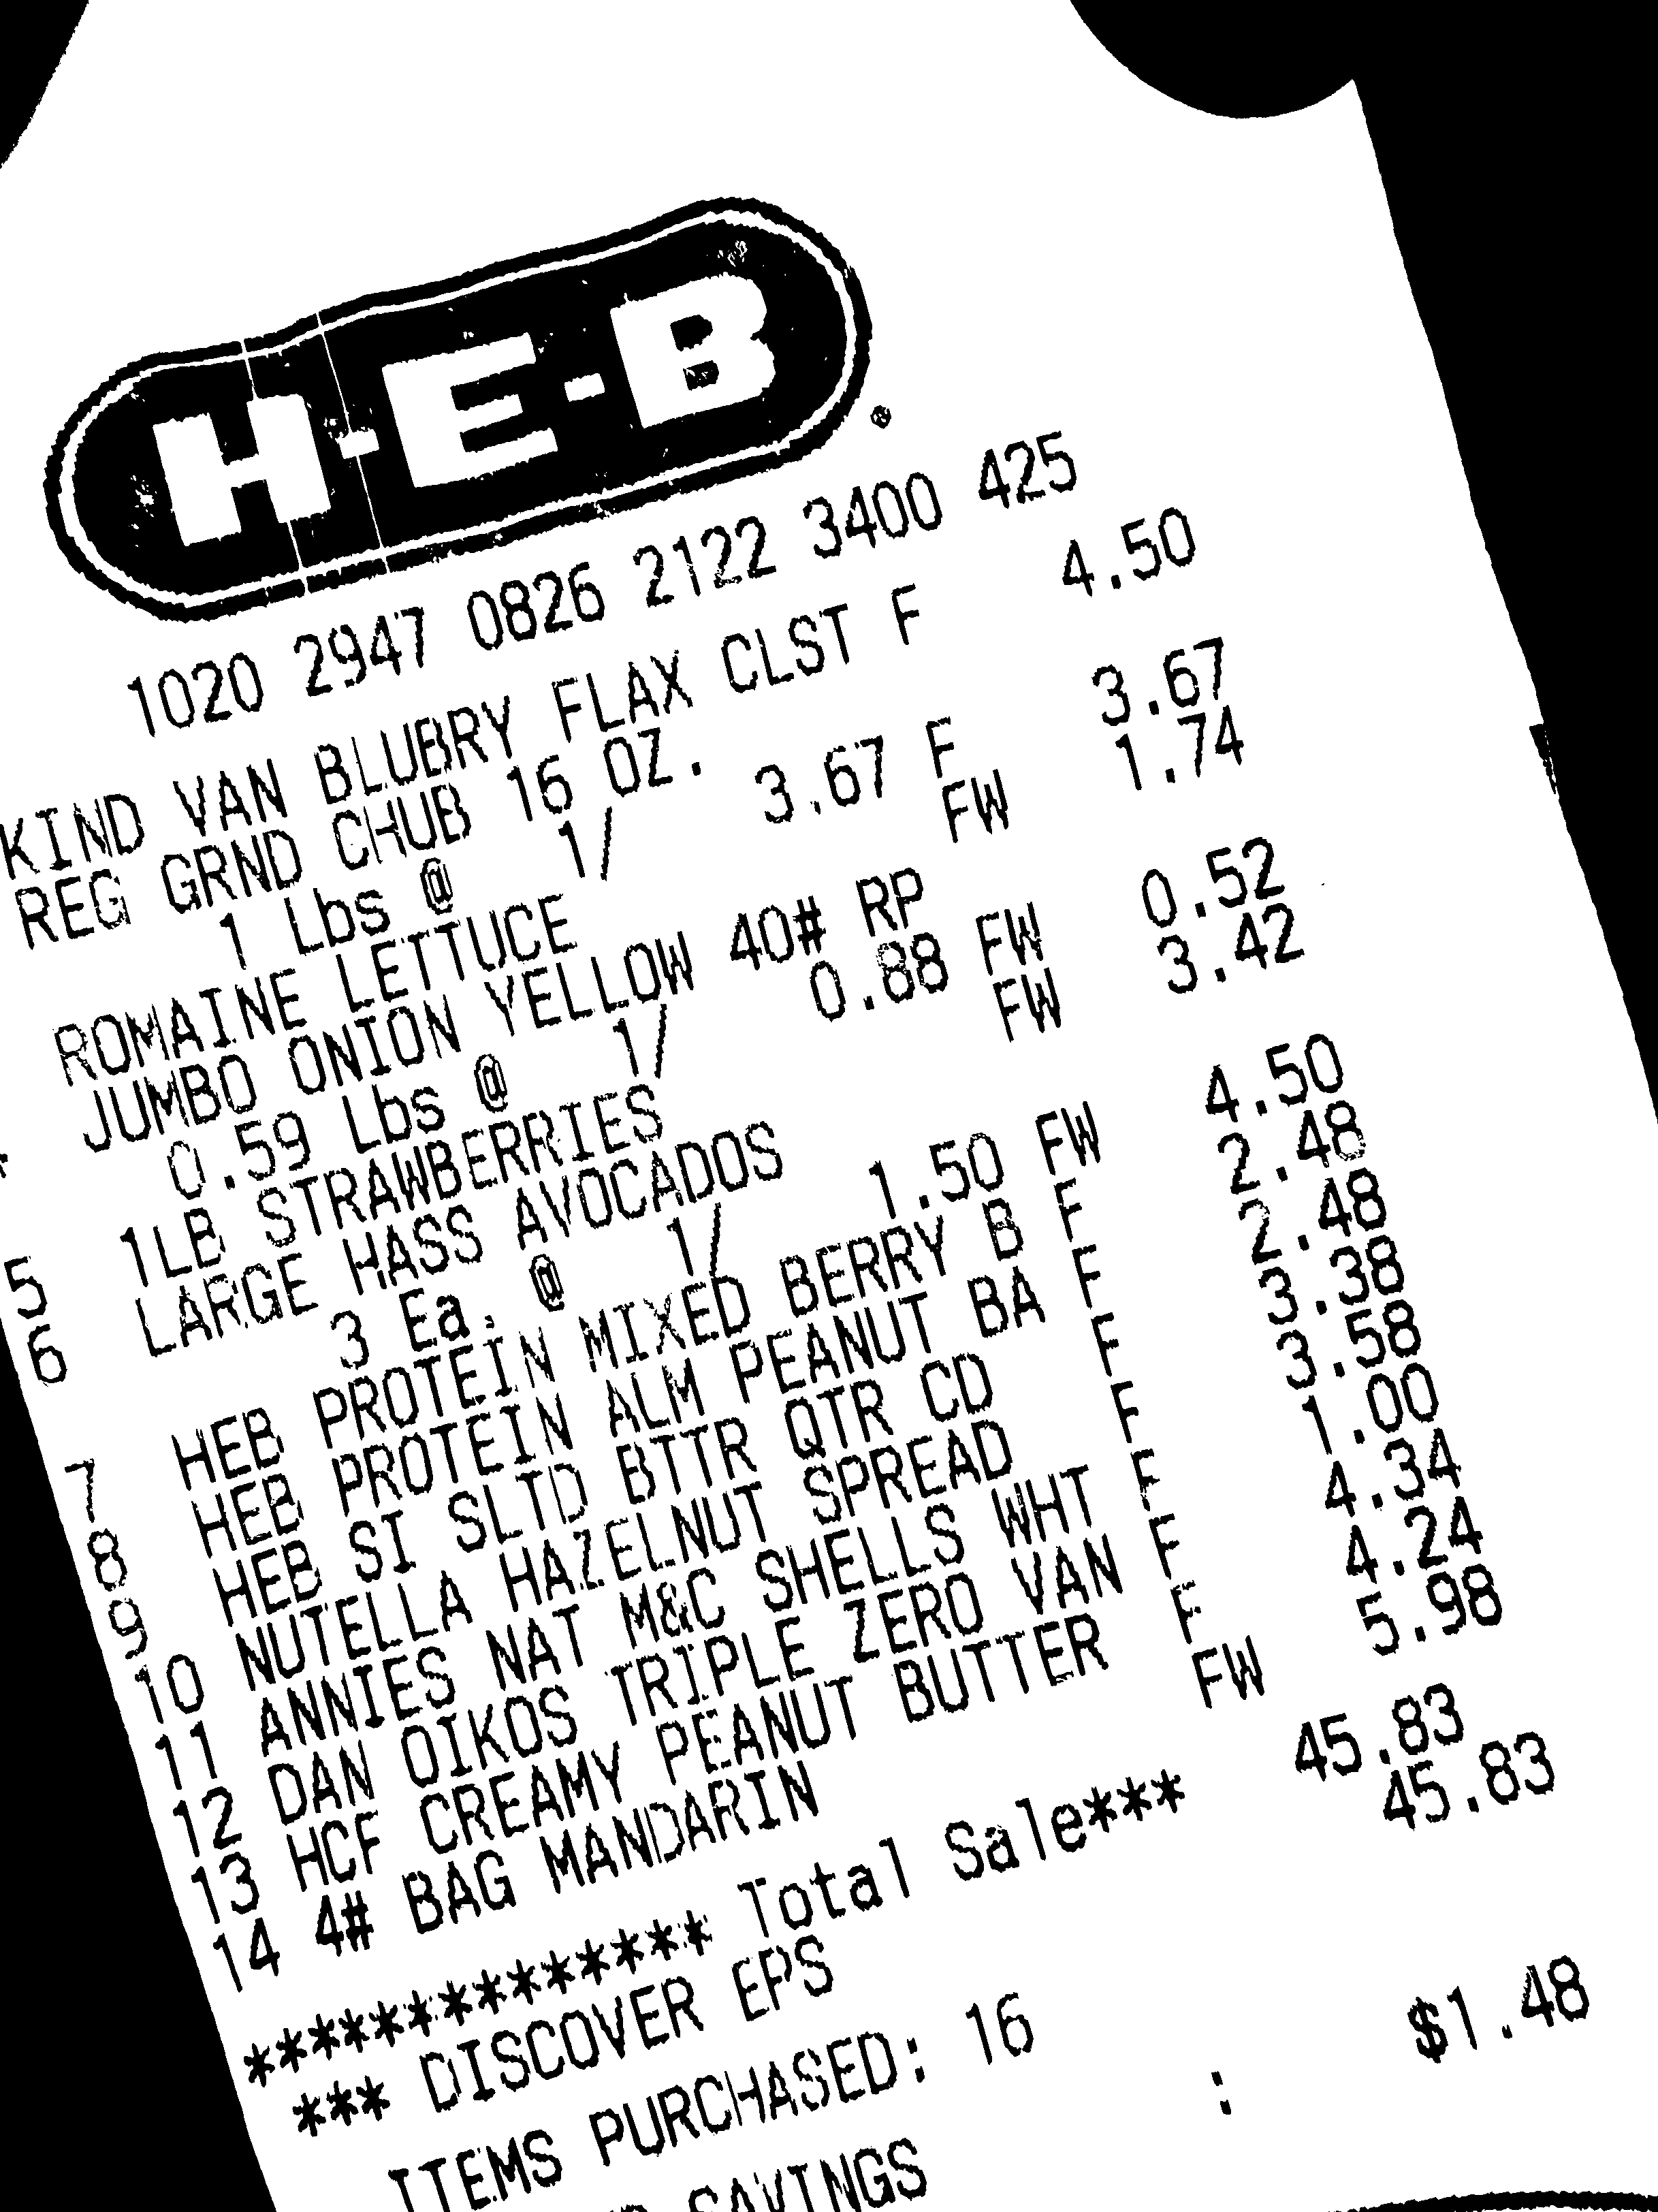 H-E-B
1020 2947 0826 2122 3400 425
KIND VAN BLUBRY FLAX CLST F 4.50
REG GRND CHUB 16 OZ.
1 Lbs @ 1/ 3.67 F 3.67
ROMAINE LETTUCE FW 1.74
JUMBO ONION YELLOW 40# RP
0.59 Lbs @ 1/ 0.88 FW 0.52
5 1LB STRAWBERRIES FW 3.42
6 LARGE HASS AVOCADOS
3 Ea. @ 1/ 1.50 FW 4.50
7 HEB PROTEIN MIXED BERRY B F 2.48
8 HEB PROTEIN ALM PEANUT BA F 2.48
9 HEB SI SLTD BTTR QTR CD F 3.38
10 NUTELLA HAZELNUT SPREAD F 3.58
11 ANNIES NAT M&C SHELLS WHT F 1.00
12 DAN OIKOS TRIPLE ZERO VAN F 4.34
13 HCF CREAMY PEANUT BUTTER F 4.24
14 4# BAG MANDARIN FW 5.98
************** Total Sale*** 45.83
*** DISCOVER EPS 45.83
ITEMS PURCHASED: 16
SAVINGS : $1.48